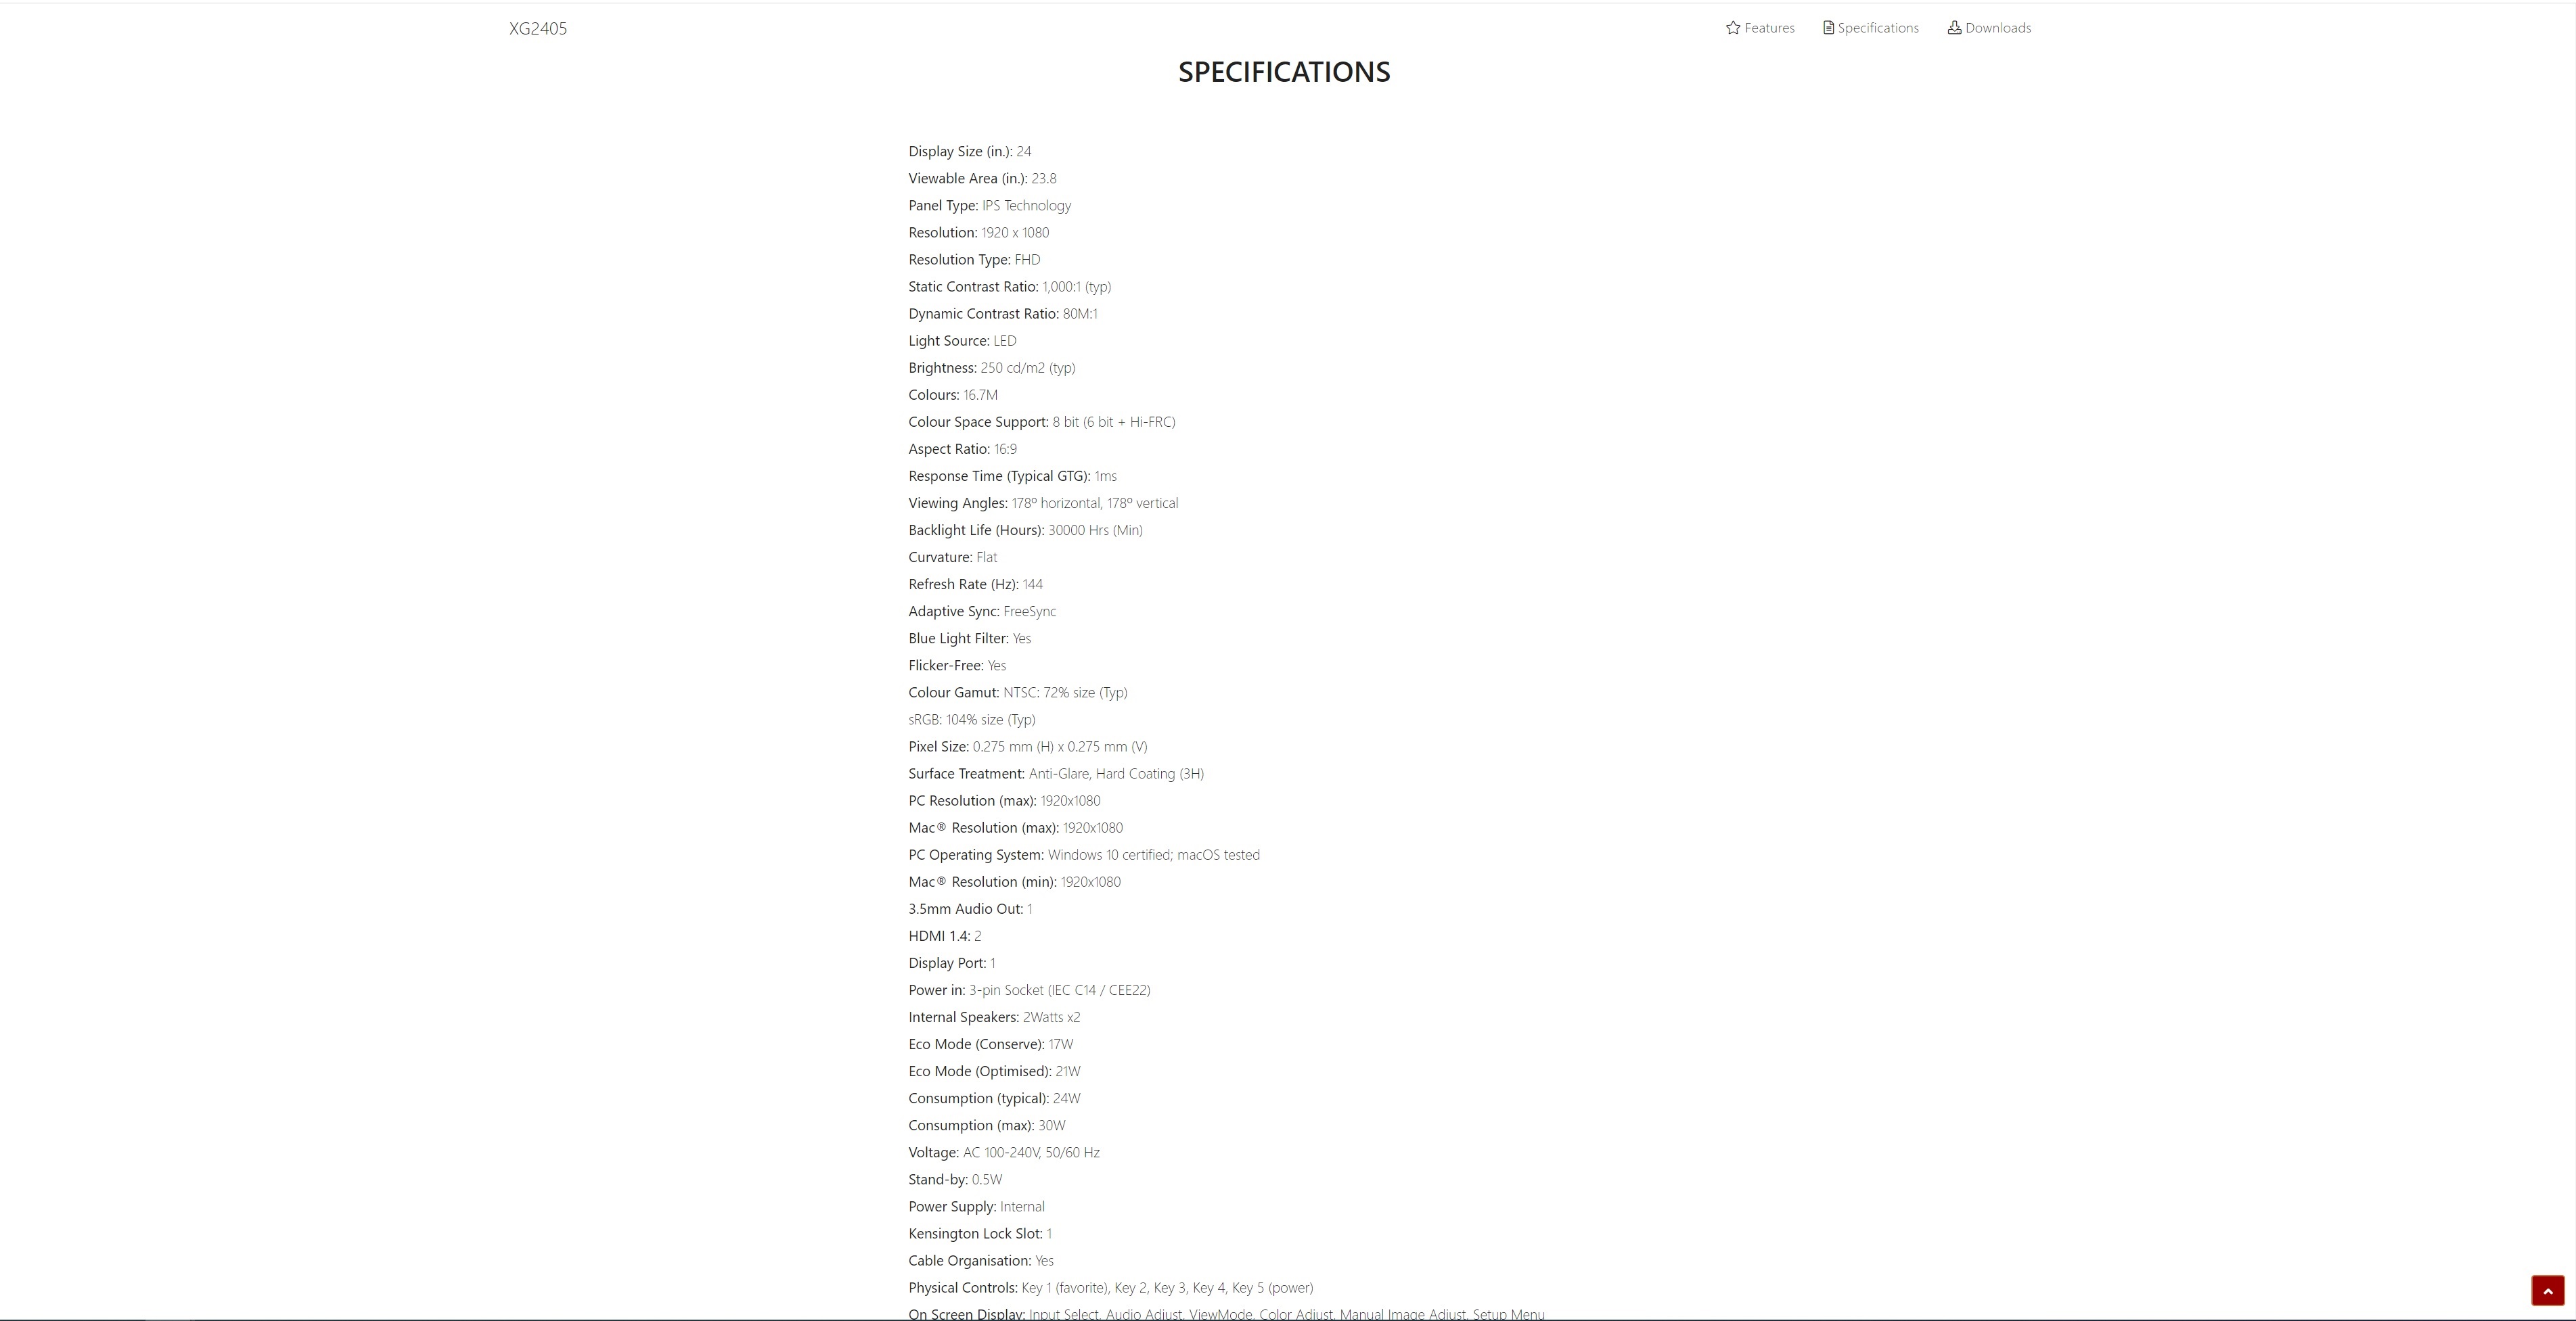 XG2405
Features
Specifications
Downloads
SPECIFICATIONS
Display Size (in.): 24
Viewable Area (in.): 23.8
Panel Type: IPS Technology
Resolution: 1920 x 1080
Resolution Type: FHD
Static Contrast Ratio: 1,000:1 (typ)
Dynamic Contrast Ratio: 80M:1
Light Source: LED
Brightness: 250 cd/m2 (typ)
Colours: 16.7M
Colour Space Support: 8 bit (6 bit + Hi-FRC)
Aspect Ratio: 16:9
Response Time (Typical GTG): 1ms
Viewing Angles: 178º horizontal, 178º vertical
Backlight Life (Hours): 30000 Hrs (Min)
Curvature: Flat
Refresh Rate (Hz): 144
Adaptive Sync: FreeSync
Blue Light Filter: Yes
Flicker-Free: Yes
Colour Gamut: NTSC: 72% size (Typ)
sRGB: 104% size (Typ)
Pixel Size: 0.275 mm (H) x 0.275 mm (V)
Surface Treatment: Anti-Glare, Hard Coating (3H)
PC Resolution (max): 1920x1080
Mac® Resolution (max): 1920x1080
PC Operating System: Windows 10 certified; macOS tested
Mac® Resolution (min): 1920x1080
3.5mm Audio Out: 1
HDMI 1.4: 2
Display Port: 1
Power in: 3-pin Socket (IEC C14 / CEE22)
Internal Speakers: 2Watts x2
Eco Mode (Conserve): 17W
Eco Mode (Optimised): 21W
Consumption (typical): 24W
Consumption (max): 30W
Voltage: AC 100-240V, 50/60 Hz
Stand-by: 0.5W
Power Supply: Internal
Kensington Lock Slot: 1
Cable Organisation: Yes
Physical Controls: Key 1 (favorite), Key 2, Key 3, Key 4, Key 5 (power)
On Screen Display: Input Select, Audio Adjust, ViewMode, Color Adjust, Manual Image Adjust, Setup Menu